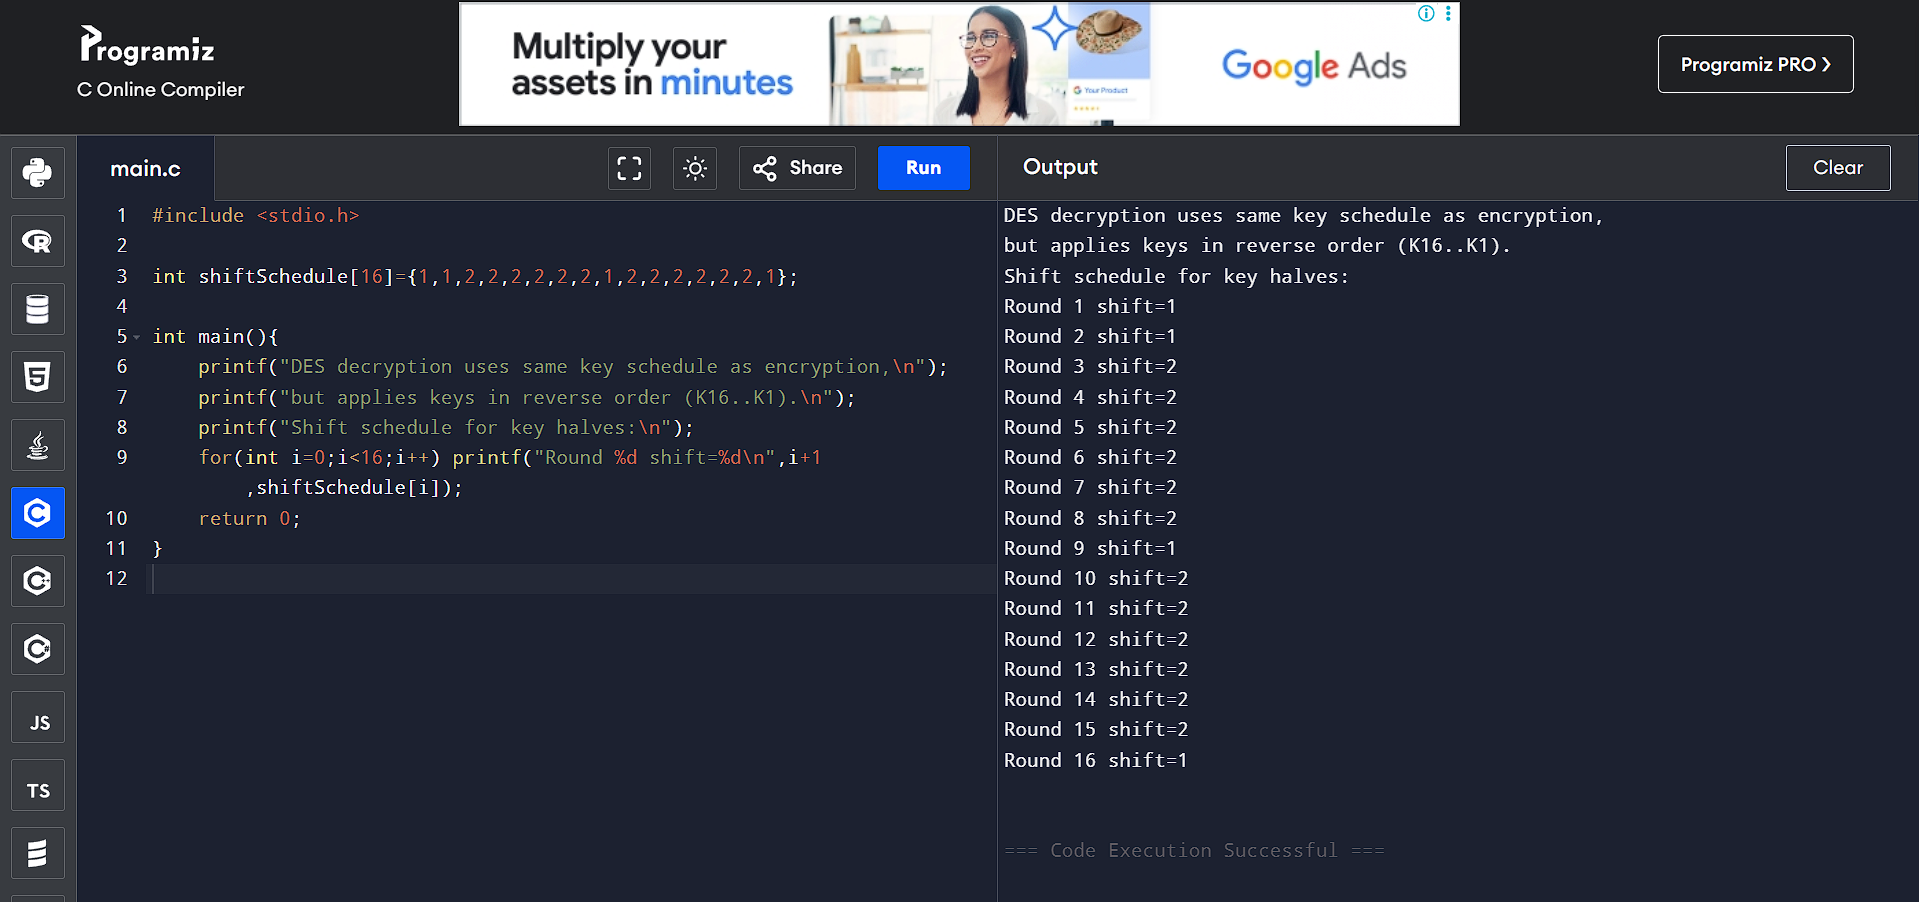 Programiz
C Online Compiler
Multiply your
assets in minutes
Your Product
Google Ads
Programiz PRO ❯
main.c
Share
Run
Output
Clear
1 #include <stdio.h>
2
3 int shiftSchedule[16]={1,1,2,2,2,2,2,2,1,2,2,2,2,2,2,1};
4
5 int main(){
6 printf("DES decryption uses same key schedule as encryption,\n");
7 printf("but applies keys in reverse order (K16..K1).\n");
8 printf("Shift schedule for key halves:\n");
9 for(int i=0;i<16;i++) printf("Round %d shift=%d\n",i+1
,shiftSchedule[i]);
10 return 0;
11 }
12
DES decryption uses same key schedule as encryption,
but applies keys in reverse order (K16..K1).
Shift schedule for key halves:
Round 1 shift=1
Round 2 shift=1
Round 3 shift=2
Round 4 shift=2
Round 5 shift=2
Round 6 shift=2
Round 7 shift=2
Round 8 shift=2
Round 9 shift=1
Round 10 shift=2
Round 11 shift=2
Round 12 shift=2
Round 13 shift=2
Round 14 shift=2
Round 15 shift=2
Round 16 shift=1
=== Code Execution Successful ===
R
5
C
C++
C#
JS
TS